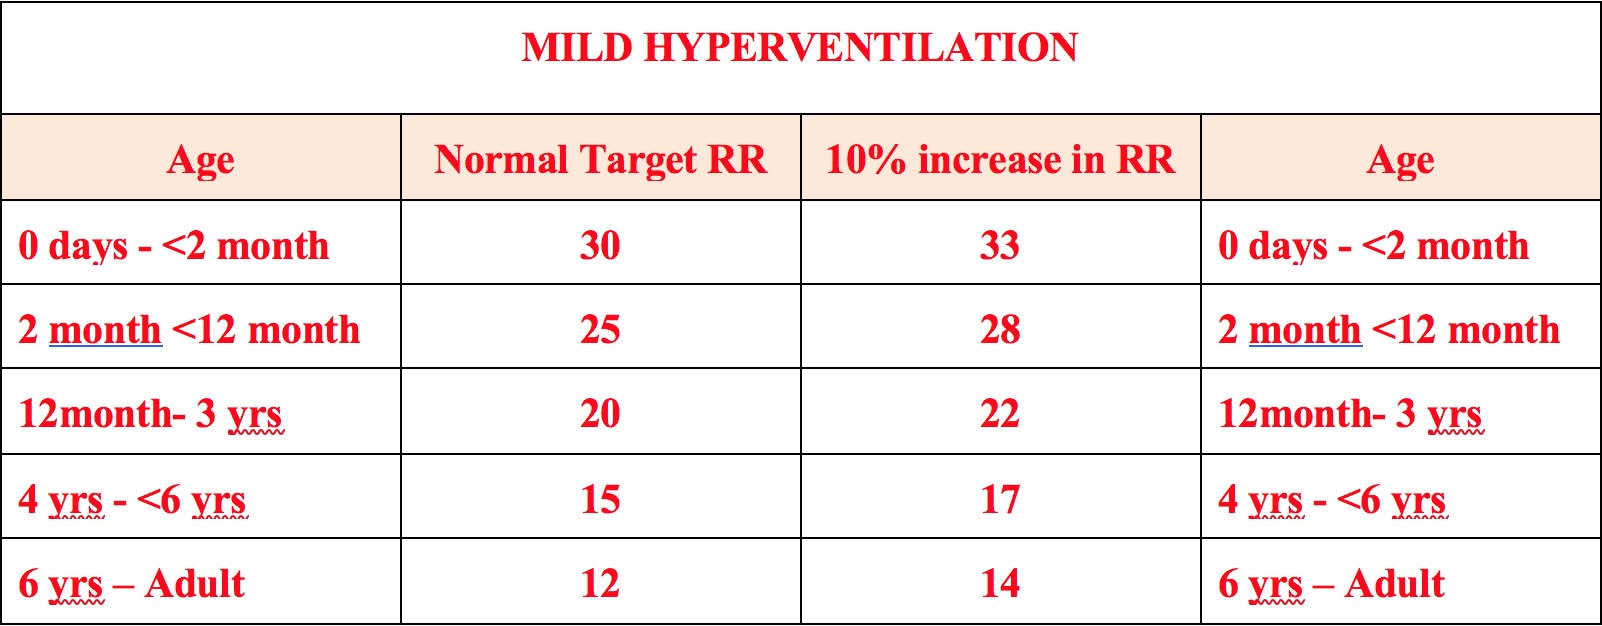 MILD HYPERVENTILATION
Age Normal Target RR 10% increase in RR Age
0 days - <2 month 30 33 0 days - <2 month
2 month <12 month 25 28 2 month <12 month
12month- 3 yrs 20 22 12month- 3 yrs
4 yrs - <6 yrs 15 17 4 yrs - <6 yrs
6 yrs – Adult 12 14 6 yrs – Adult